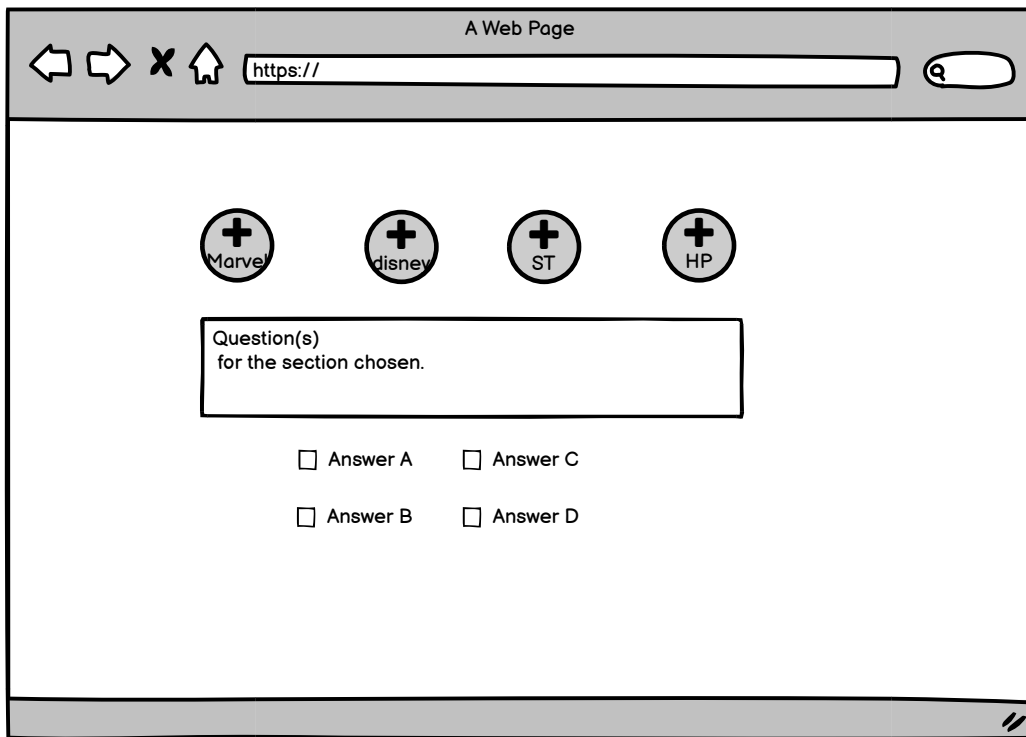 A Web Page
https://
Marvel
disney
ST
HP
Question(s)
for the section chosen.
Answer A
Answer C
Answer B
Answer D